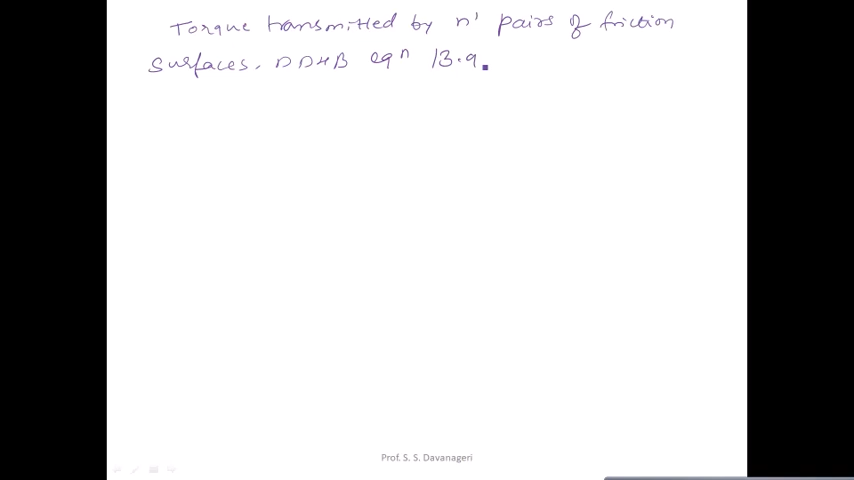 Torque transmitted by n' pairs of friction
surfaces. DDHB eqn 13.9.
Prof. S. S. Davanageri